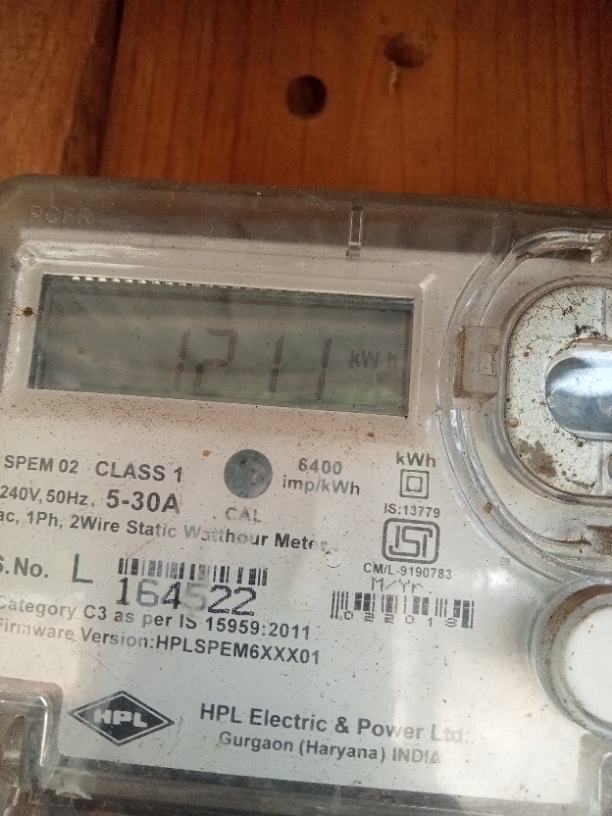 1211 kWh
SPEM 02 CLASS 1
240V, 50Hz, 5-30A
ac, 1Ph, 2Wire Static Watthour Meter
6400
imp/kWh
CAL
kWh
IS:13779
ISI
CM/L-9190783
M/Yr
022018
S.No. L
164522
Category C3 as per IS 15959:2011
Firmware Version:HPLSPEM6XXX01
HPL
HPL Electric & Power Ltd.
Gurgaon (Haryana) INDIA